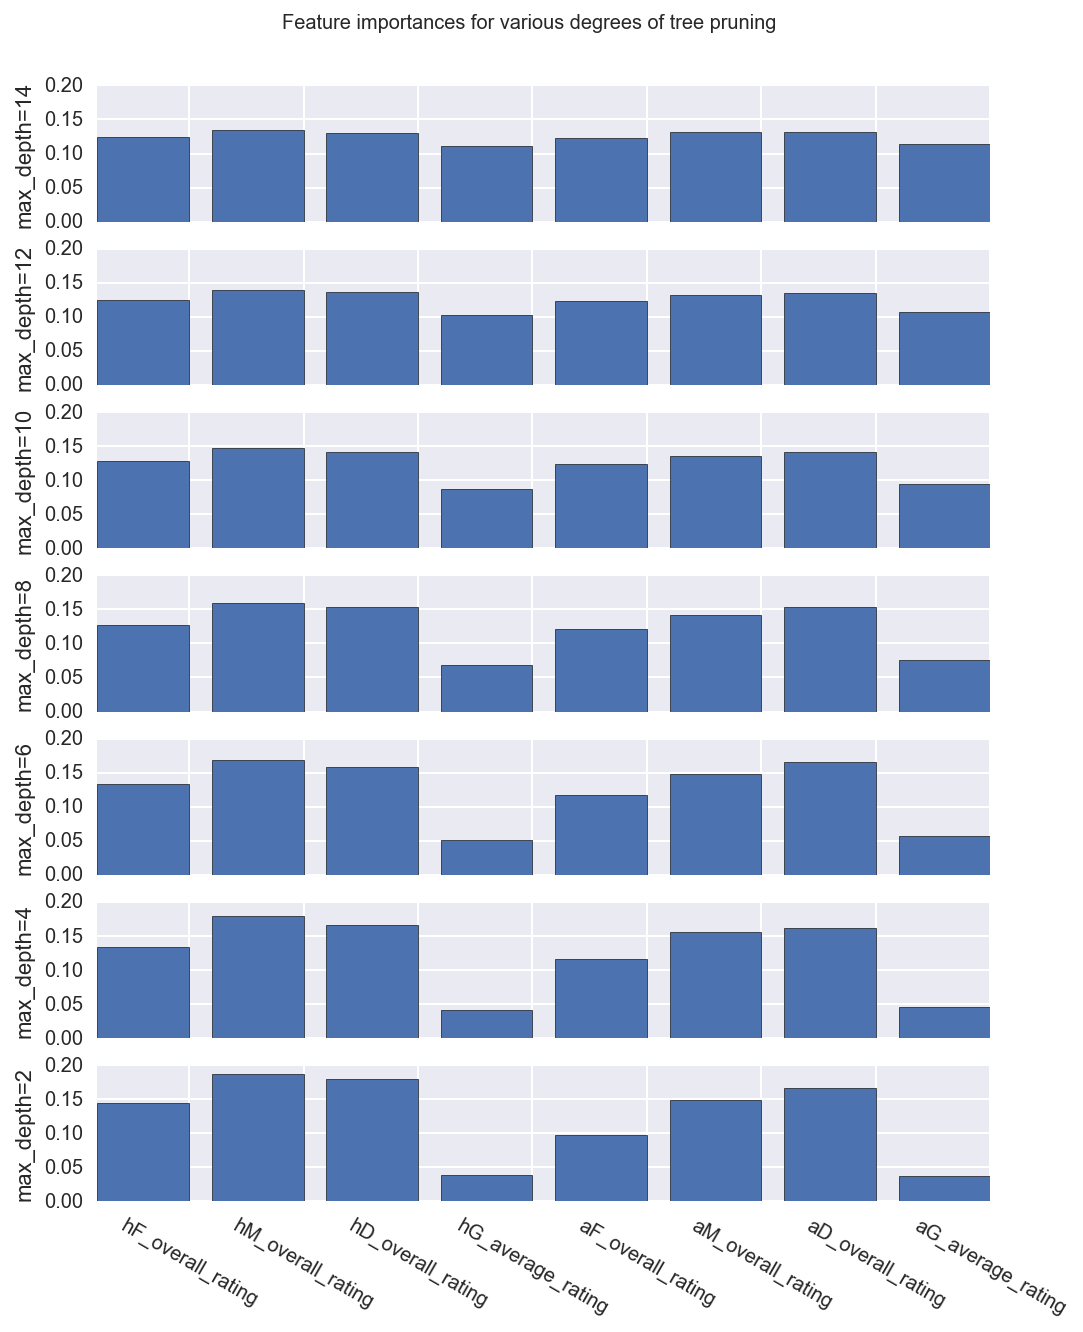 Feature importances for various degrees of tree pruning
0.20
0.15
0.10
0.05
0.00
max_depth=14
0.20
0.15
0.10
0.05
0.00
max_depth=12
0.20
0.15
0.10
0.05
0.00
max_depth=10
0.20
0.15
0.10
0.05
0.00
max_depth=8
0.20
0.15
0.10
0.05
0.00
max_depth=6
0.20
0.15
0.10
0.05
0.00
max_depth=4
0.20
0.15
0.10
0.05
0.00
max_depth=2
hF_overall_rating
hM_overall_rating
hD_overall_rating
hG_average_rating
aF_overall_rating
aM_overall_rating
aD_overall_rating
aG_average_rating